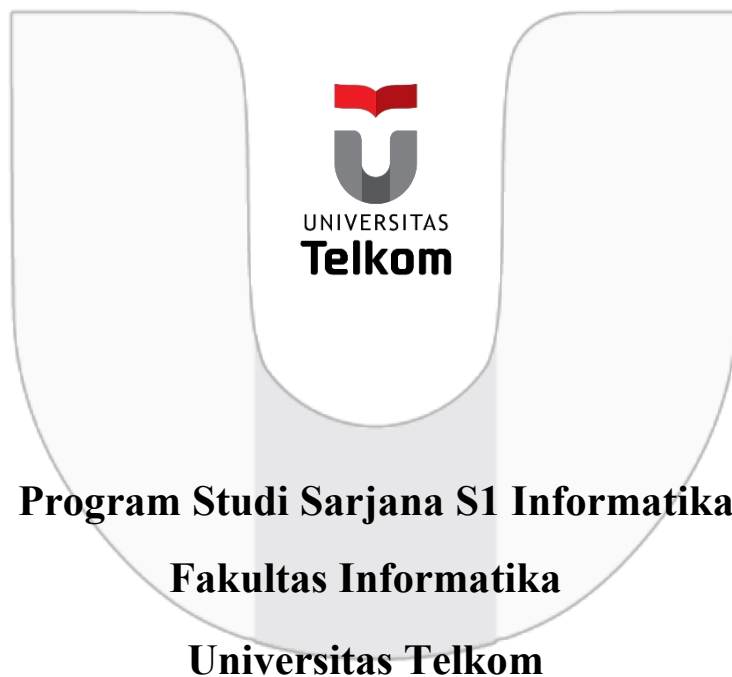 UNIVERSITAS
Telkom
Program Studi Sarjana S1 Informatika
Fakultas Informatika
Universitas Telkom